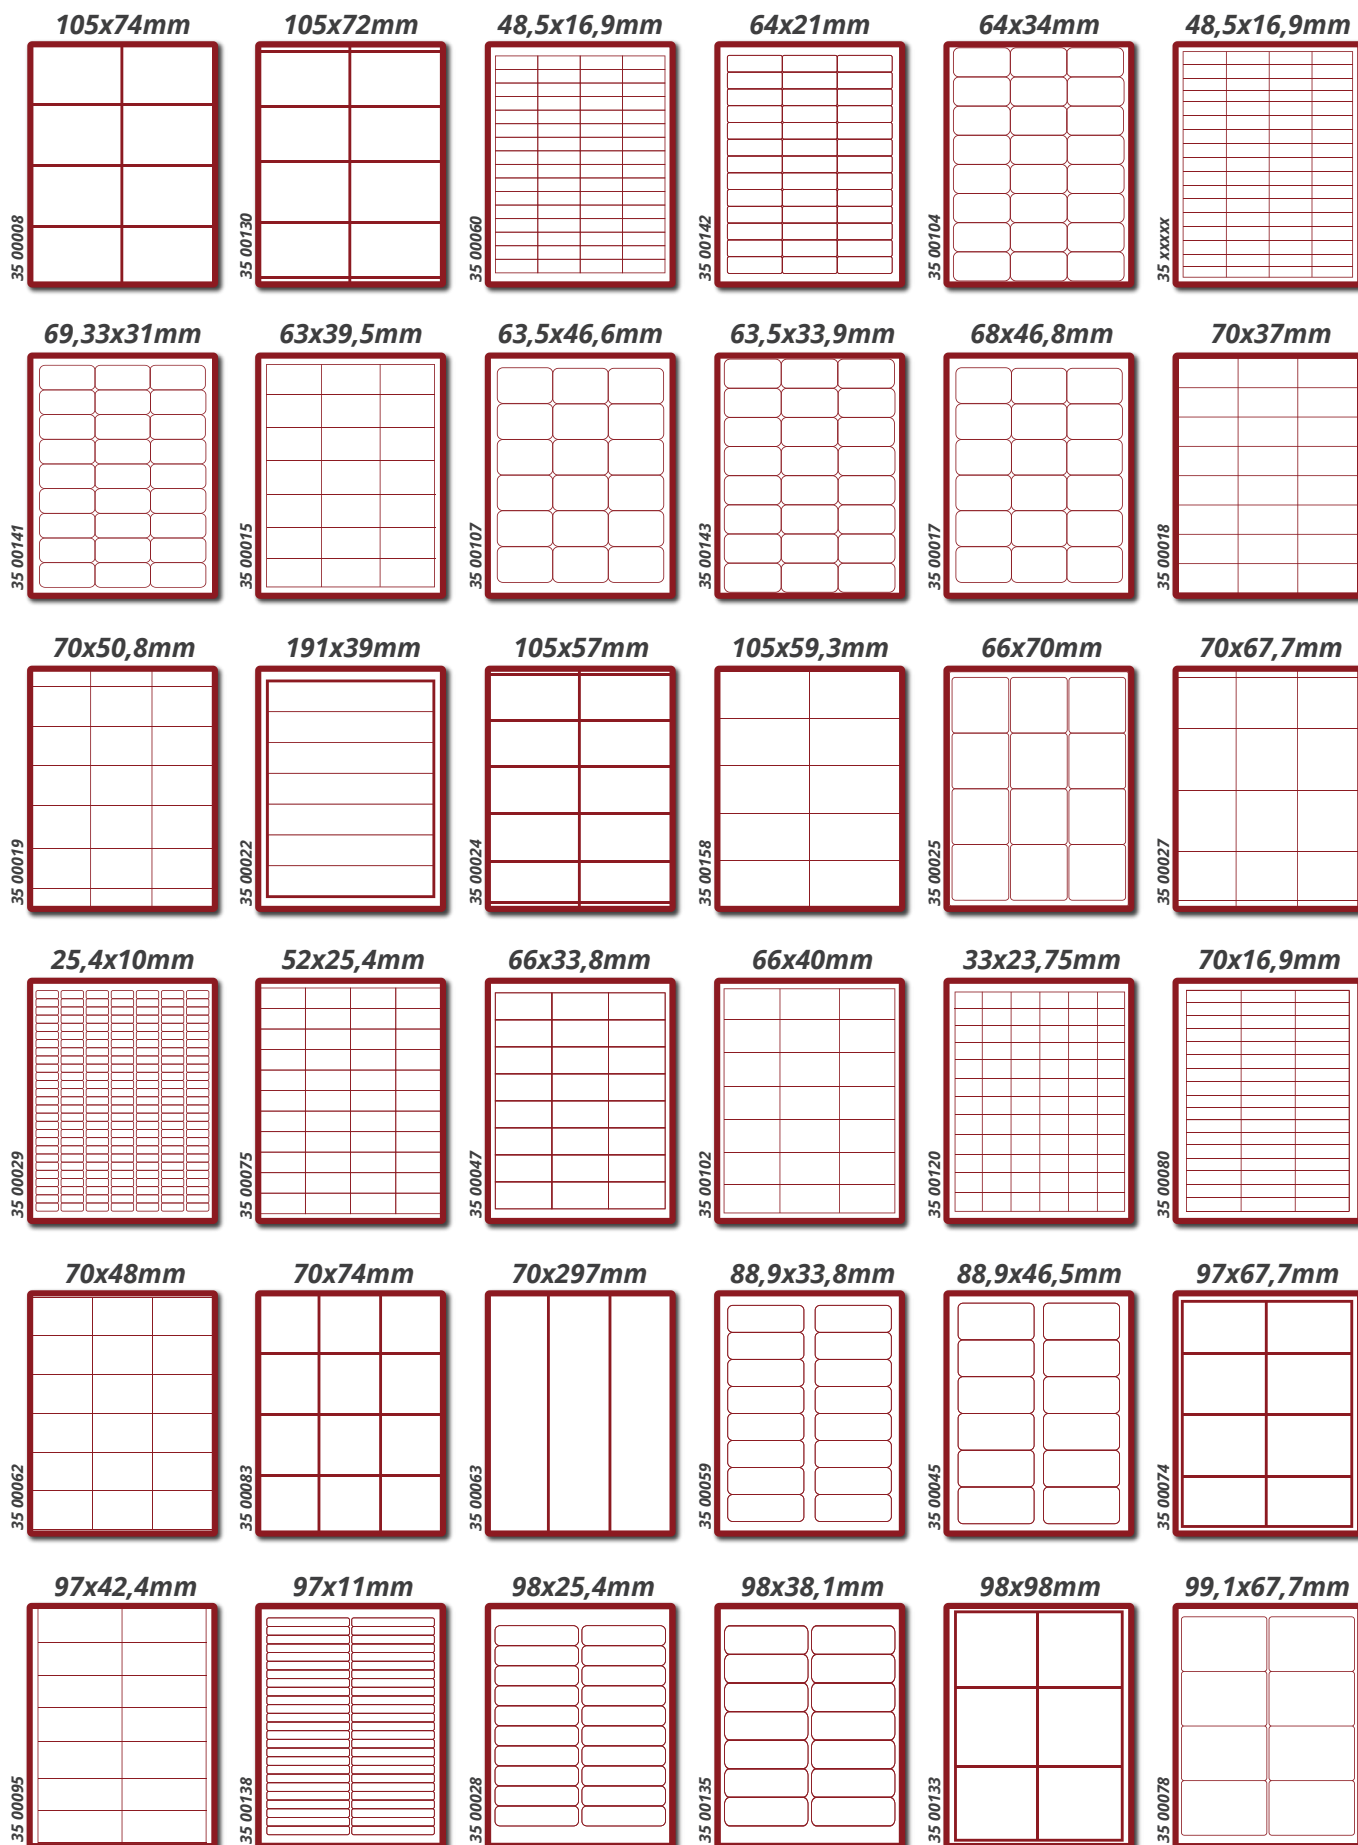 105x74mm
105x72mm
48,5x16,9mm
64x21mm
64x34mm
48,5x16,9mm
35 00008
35 00130
35 00060
35 00142
35 00104
35 xxxxx
69,33x31mm
63x39,5mm
63,5x46,6mm
63,5x33,9mm
68x46,8mm
70x37mm
35 00141
35 00015
35 00107
35 00143
35 00017
35 00018
70x50,8mm
191x39mm
105x57mm
105x59,3mm
66x70mm
70x67,7mm
35 00019
35 00022
35 00024
35 00158
35 00025
35 00027
25,4x10mm
52x25,4mm
66x33,8mm
66x40mm
33x23,75mm
70x16,9mm
35 00029
35 00075
35 00047
35 00102
35 00120
35 00080
70x48mm
70x74mm
70x297mm
88,9x33,8mm
88,9x46,5mm
97x67,7mm
35 00062
35 00083
35 00063
35 00059
35 00045
35 00074
97x42,4mm
97x11mm
98x25,4mm
98x38,1mm
98x98mm
99,1x67,7mm
35 00095
35 00138
35 00028
35 00135
35 00133
35 00078